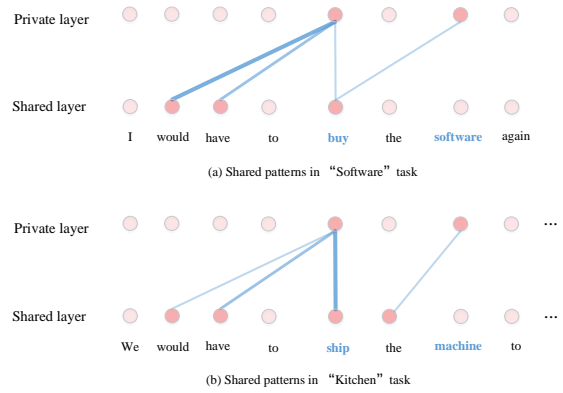 Private layer
Shared layer
I would have to buy the software again
(a) Shared patterns in “Software” task
Private layer
...
Shared layer
...
We would have to ship the machine to
(b) Shared patterns in “Kitchen” task